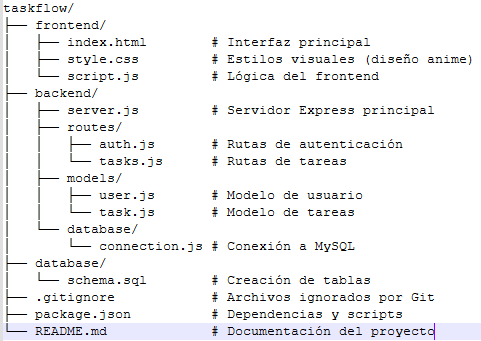 taskflow/
├── frontend/
│   ├── index.html        # Interfaz principal
│   ├── style.css         # Estilos visuales (diseño anime)
│   └── script.js         # Lógica del frontend
├── backend/
│   ├── server.js         # Servidor Express principal
│   ├── routes/
│   │   ├── auth.js       # Rutas de autenticación
│   │   └── tasks.js      # Rutas de tareas
│   ├── models/
│   │   ├── user.js       # Modelo de usuario
│   │   └── task.js       # Modelo de tareas
│   └── database/
│       └── connection.js # Conexión a MySQL
├── database/
│   └── schema.sql        # Creación de tablas
├── .gitignore            # Archivos ignorados por Git
├── package.json          # Dependencias y scripts
└── README.md             # Documentación del proyecto